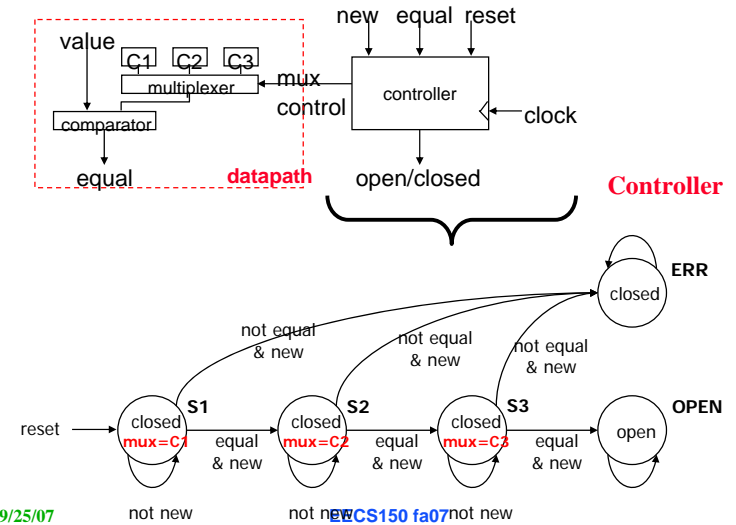 new equal reset
value
C1 C2 C3
multiplexer
mux
control
controller
clock
comparator
equal
datapath
open/closed
Controller
ERR
closed
not equal
& new
not equal
& new
not equal
& new
reset
S1
closed
mux=C1
equal
& new
S2
closed
mux=C2
equal
& new
S3
closed
mux=C3
equal
& new
OPEN
open
not new
not new
not new
9/25/07
EECS150 fa07